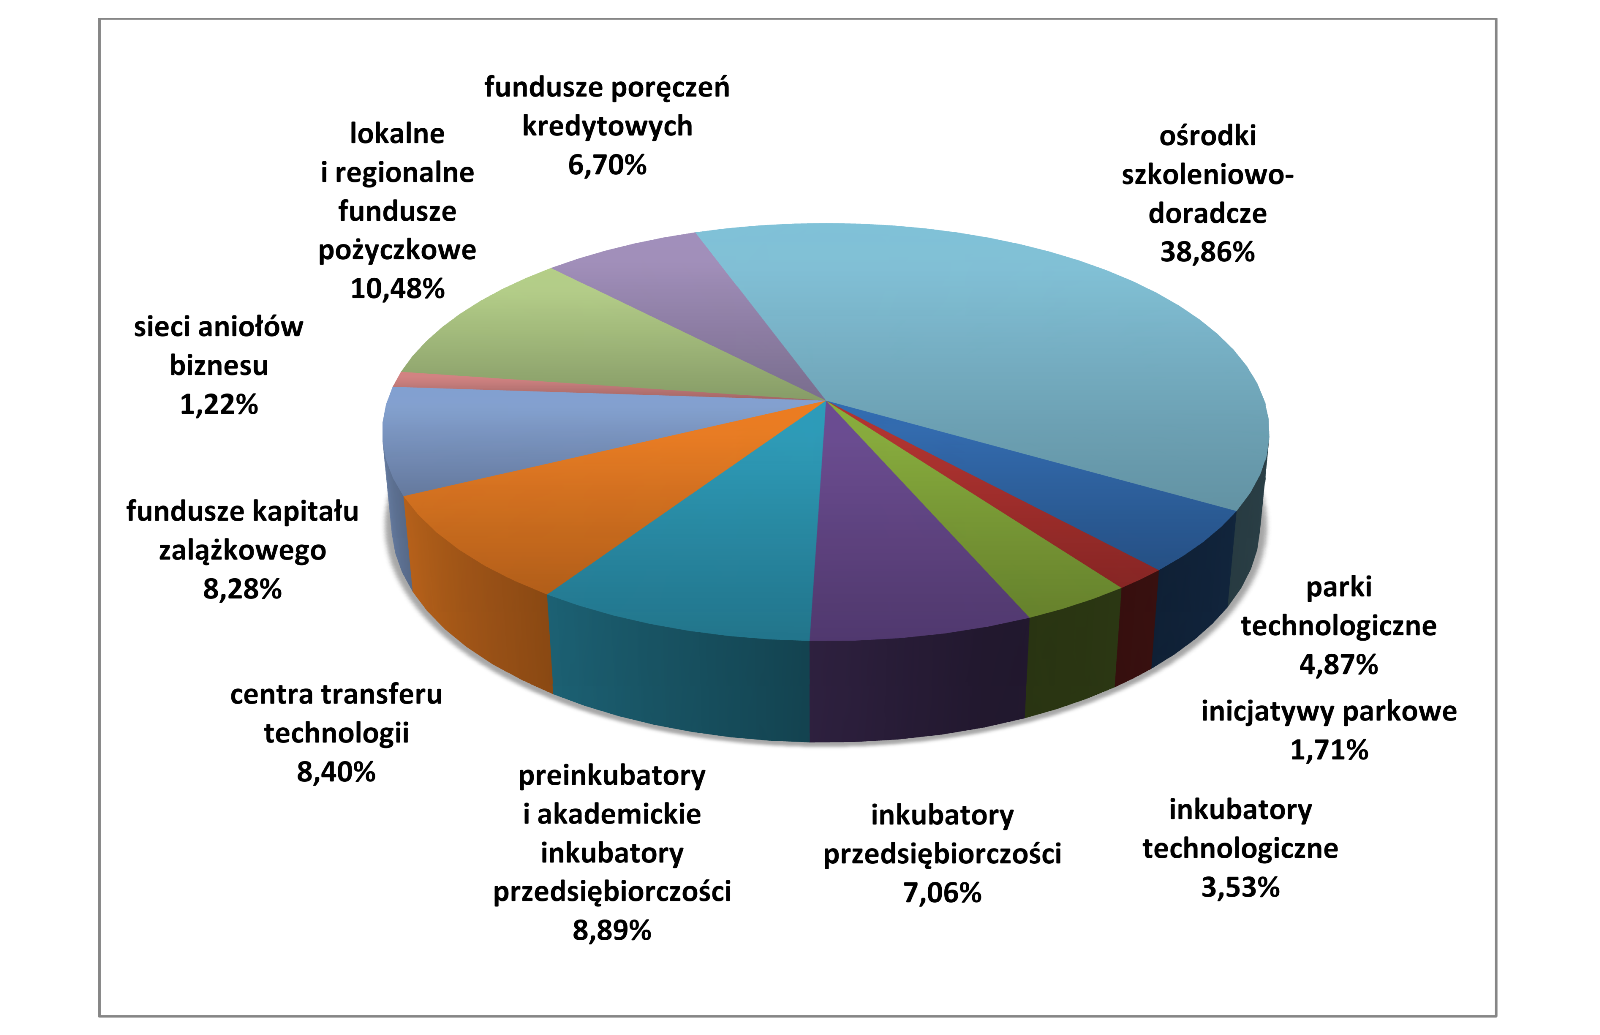 fundusze poręczeń
kredytowych
6,70%
lokalne
i regionalne
fundusze
pożyczkowe
10,48%
ośrodki
szkoleniowo-
doradcze
38,86%
sieci aniołów
biznesu
1,22%
fundusze kapitału
zalążkowego
8,28%
parki
technologiczne
4,87%
centra transferu
technologii
8,40%
inicjatywy parkowe
1,71%
preinkubatory
i akademickie
inkubatory
przedsiębiorczości
8,89%
inkubatory
przedsiębiorczości
7,06%
inkubatory
technologiczne
3,53%